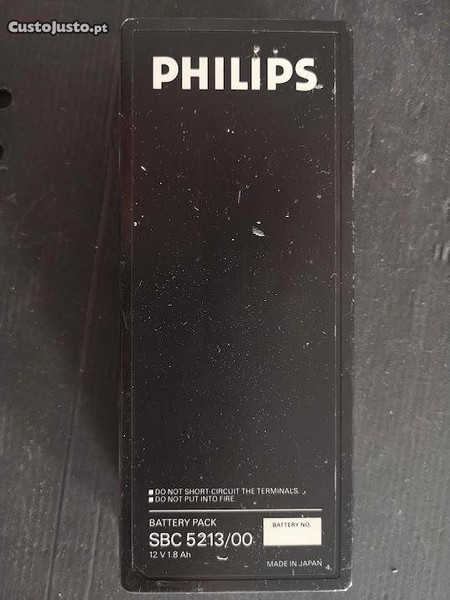 CustoJusto.pt
PHILIPS
■ DO NOT SHORT-CIRCUIT THE TERMINALS.
■ DO NOT PUT INTO FIRE
BATTERY PACK
SBC 5213/00
BATTERY NO.
12 V 1.8 Ah
MADE IN JAPAN 4.